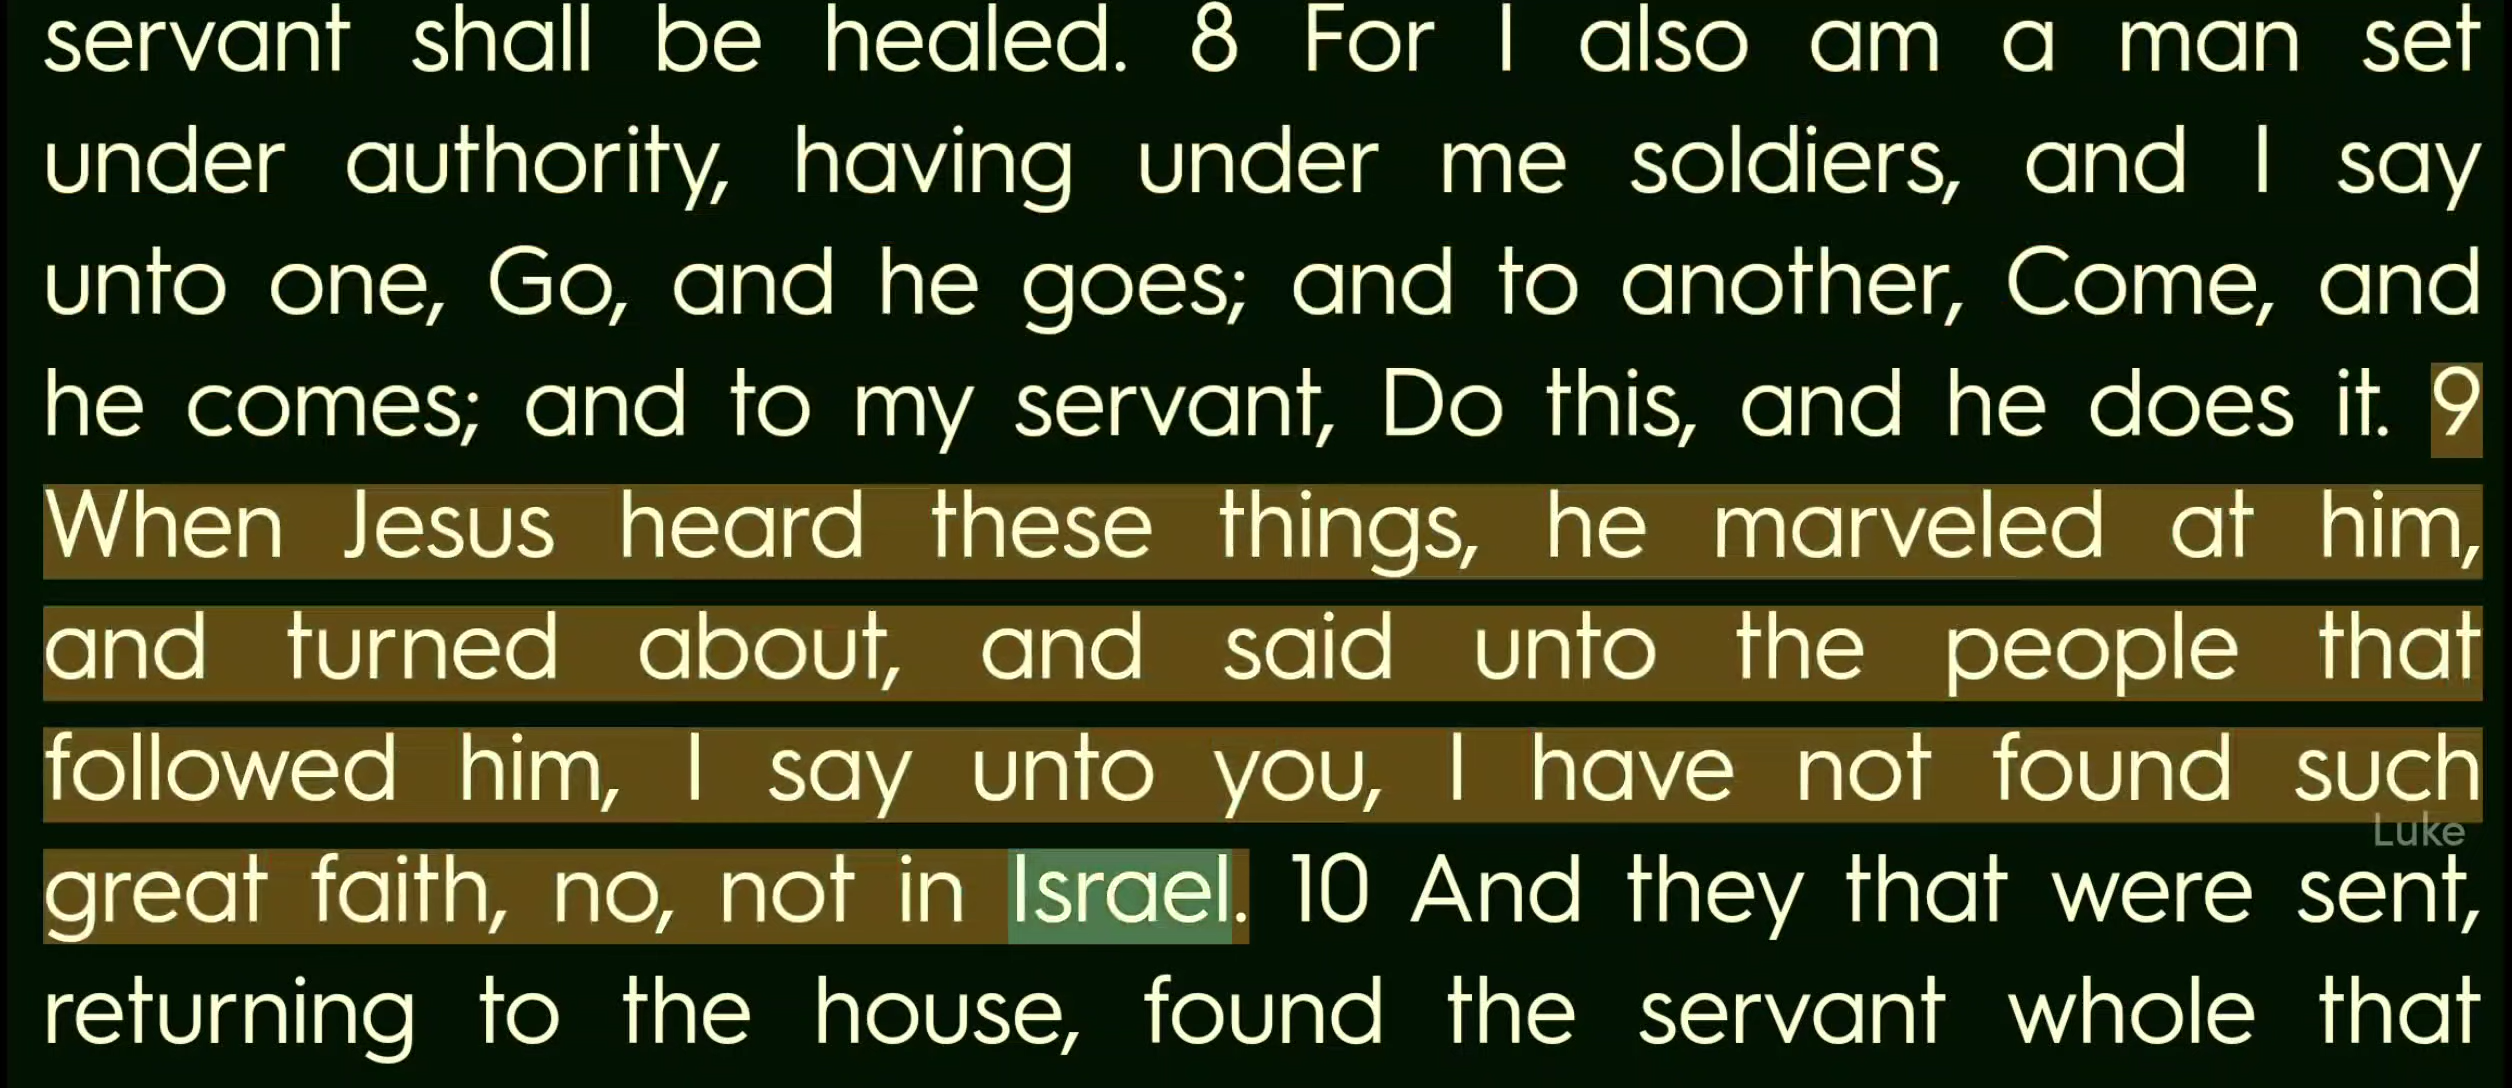 servant shall be healed. 8 For I also am a man set
under authority, having under me soldiers, and I say
unto one, Go, and he goes; and to another, Come, and
he comes; and to my servant, Do this, and he does it. 9
When Jesus heard these things, he marveled at him,
and turned about, and said unto the people that
followed him, I say unto you, I have not found such
Luke
great faith, no, not in Israel. 10 And they that were sent,
returning to the house, found the servant whole that